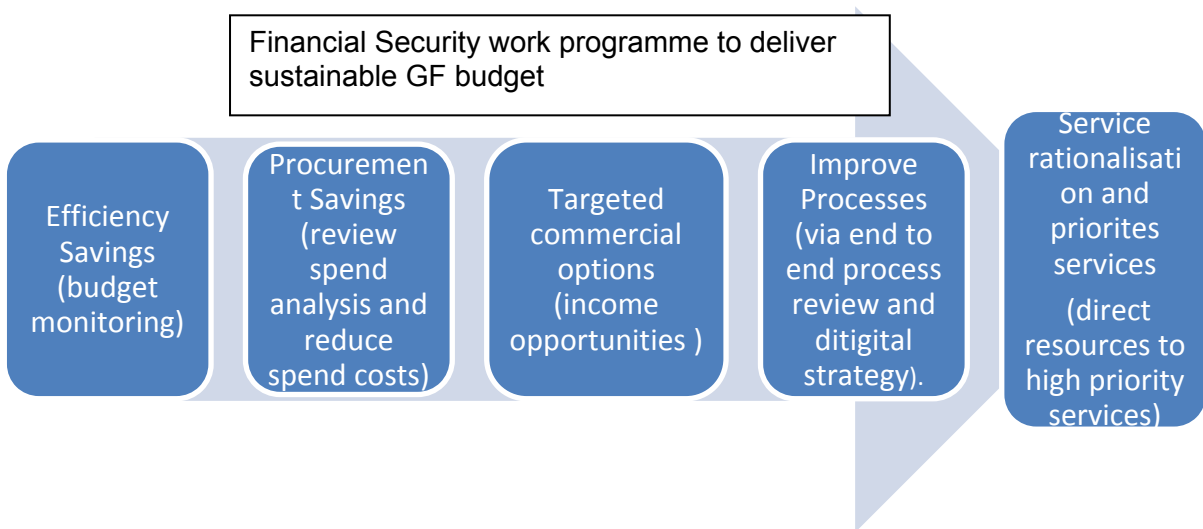 Financial Security work programme to deliver
sustainable GF budget
Efficiency
Savings
(budget
monitoring)
Procuremen
t Savings
(review
spend
analysis and
reduce
spend costs)
Targeted
commercial
options
(income
opportunities )
Improve
Processes
(via end to
end process
review and
ditigital
strategy).
Service
rationalisati
on and
priorites
services
(direct
resources to
high priority
services)